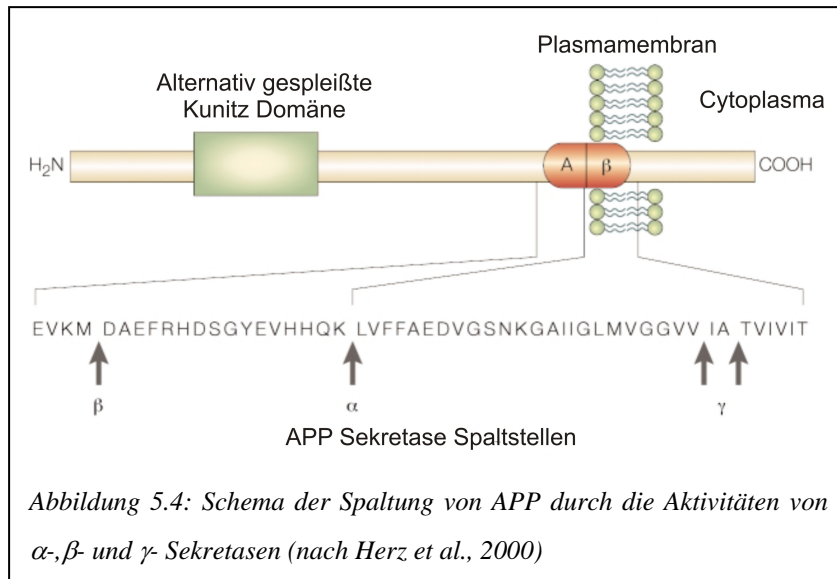 Plasmamembran
Alternativ gespleißte
Kunitz Domäne
Cytoplasma
H₂N
A β
COOH
EVKM DAEFRHDSGYEVHHQK LVFFAEDVGSNKGAIIGLMVGGVV IA TVIVIT
β α γ
APP Sekretase Spaltstellen
Abbildung 5.4: Schema der Spaltung von APP durch die Aktivitäten von
α-,β- und γ- Sekretasen (nach Herz et al., 2000)